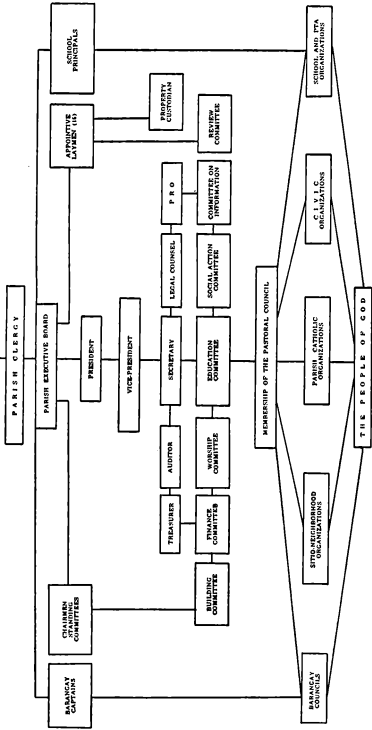 PARISH CLERGY
PARISH EXECUTIVE BOARD
BARANGAY
CAPTAINS
CHAIRMEN
STANDING
COMMITTEES
APPOINTIVE
LAYMEN (16)
SCHOOL
PRINCIPALS
PRESIDENT
PROPERTY
CUSTODIAN
VICE-PRESIDENT
TREASURER
AUDITOR
SECRETARY
LEGAL COUNSEL
P R O
BUILDING
COMMITTEE
FINANCE
COMMITTEE
WORSHIP
COMMITTEE
EDUCATION
COMMITTEE
SOCIAL ACTION
COMMITTEE
COMMITTEE ON
INFORMATION
REVIEW
COMMITTEE
MEMBERSHIP OF THE PASTORAL COUNCIL
BARANGAY
COUNCILS
SITIO-NEIGHBORHOOD
ORGANIZATIONS
PARISH CATHOLIC
ORGANIZATIONS
CIVIC
ORGANIZATIONS
SCHOOL AND PTA
ORGANIZATIONS
THE PEOPLE OF GOD